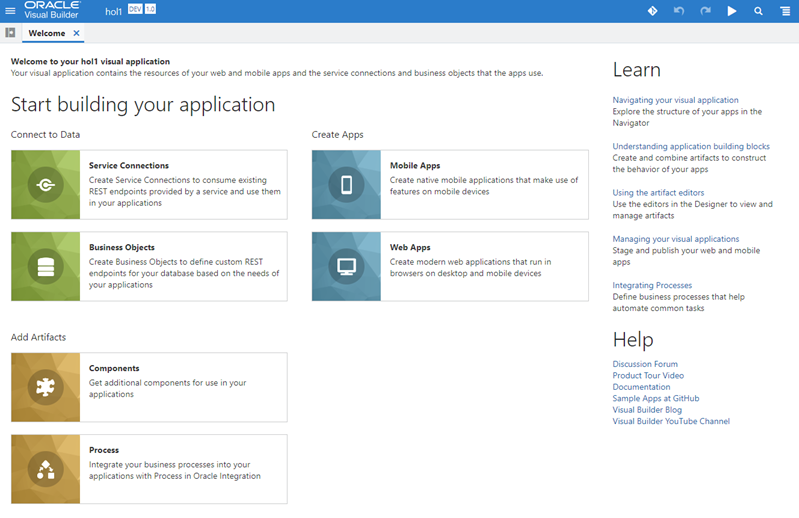 ORACLE
Visual Builder
hol1 DEV 1.0
Welcome
Welcome to your hol1 visual application
Your visual application contains the resources of your web and mobile apps and the service connections and business objects that the apps use.
Start building your application
Connect to Data
Service Connections
Create Service Connections to consume existing
REST endpoints provided by a service and use them
in your applications
Business Objects
Create Business Objects to define custom REST
endpoints for your database based on the needs of
your applications
Create Apps
Mobile Apps
Create native mobile applications that make use of
features on mobile devices
Web Apps
Create modern web applications that run in
browsers on desktop and mobile devices
Add Artifacts
Components
Get additional components for use in your
applications
Process
Integrate your business processes into your
applications with Process in Oracle Integration
Learn
Navigating your visual application
Explore the structure of your apps in the
Navigator
Understanding application building blocks
Create and combine artifacts to construct
the behavior of your apps
Using the artifact editors
Use the editors in the Designer to view and
manage artifacts
Managing your visual applications
Stage and publish your web and mobile
apps
Integrating Processes
Define business processes that help
automate common tasks
Help
Discussion Forum
Product Tour Video
Documentation
Sample Apps at GitHub
Visual Builder Blog
Visual Builder YouTube Channel